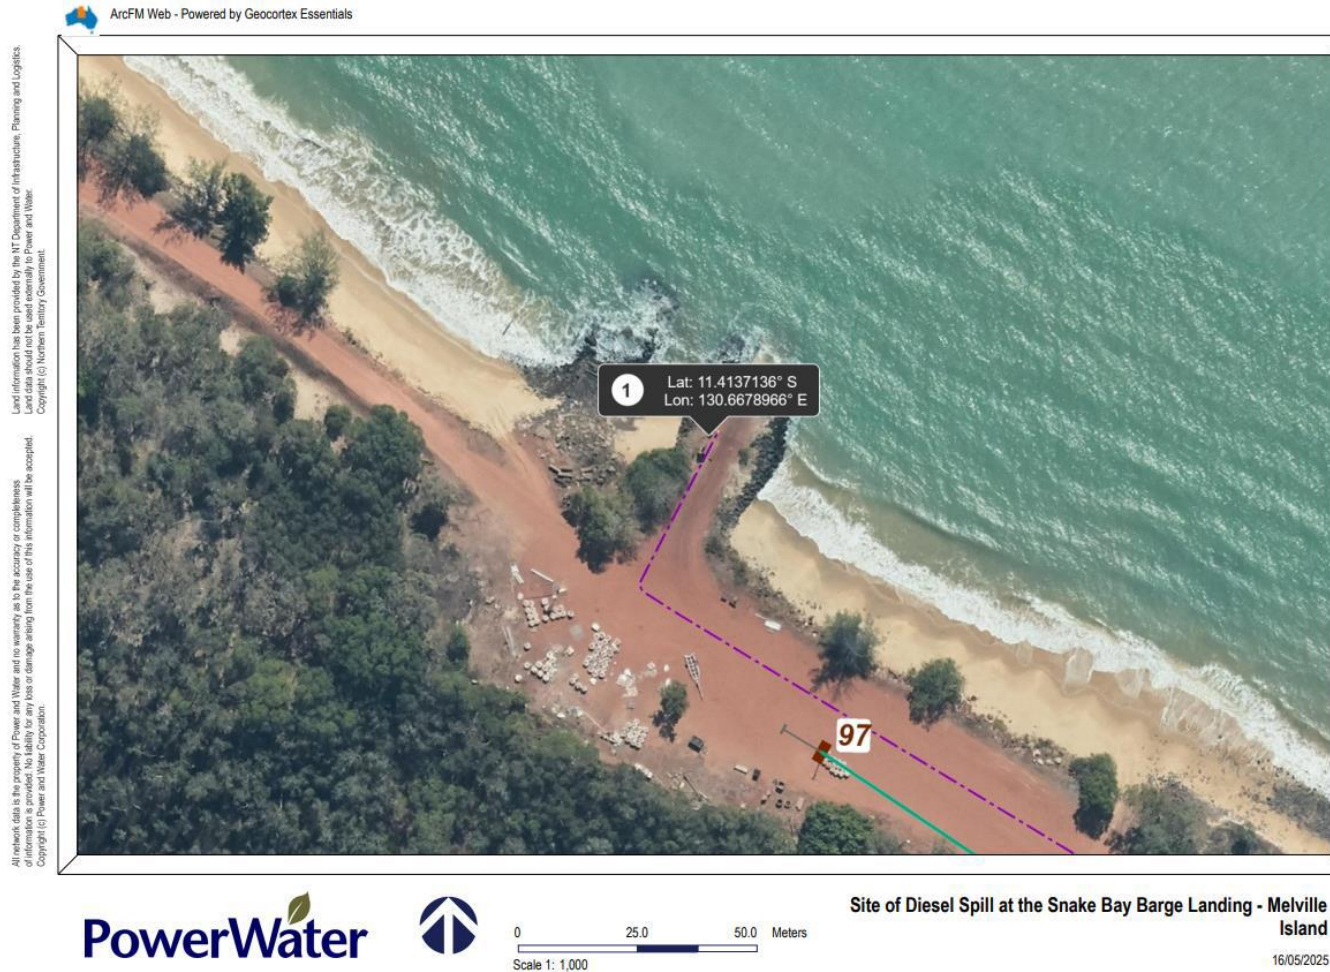 ArcFM Web - Powered by Geocortex Essentials
Land information has been provided by the NT Department of Infrastructure, Planning and Logistics.
Land data should not be used externally to Power and Water.
Copyright (c) Northern Territory Government.
All network data is the property of Power and Water and no warranty as to the accuracy or completeness
of information is provided. No liability for any loss or damage arising from the use of this information will be accepted.
Copyright (c) Power and Water Corporation.
1
Lat: 11.4137136° S
Lon: 130.6678966° E
97
PowerWater
0 25.0 50.0 Meters
Scale 1: 1,000
Site of Diesel Spill at the Snake Bay Barge Landing - Melville
Island
16/05/2025